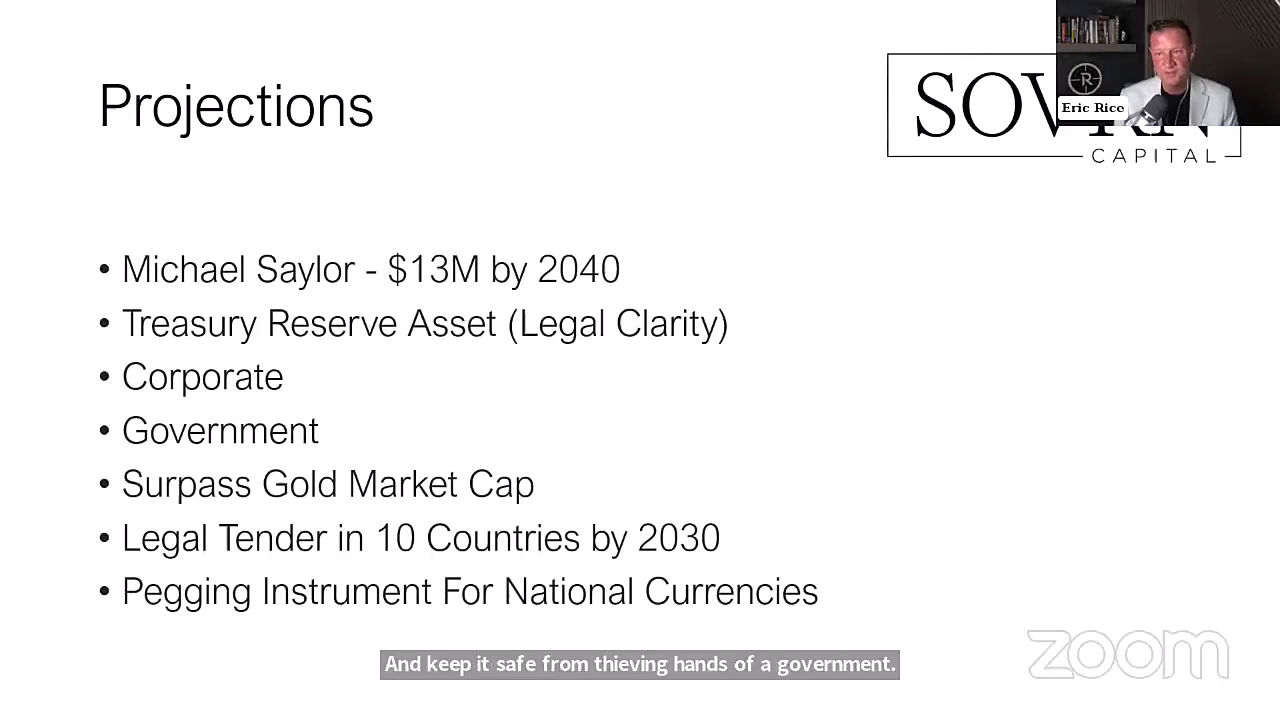 Projections
SOV
CAPITAL
R
Eric Rice
• Michael Saylor - $13M by 2040
• Treasury Reserve Asset (Legal Clarity)
• Corporate
• Government
• Surpass Gold Market Cap
• Legal Tender in 10 Countries by 2030
• Pegging Instrument For National Currencies
And keep it safe from thieving hands of a government.
zoom